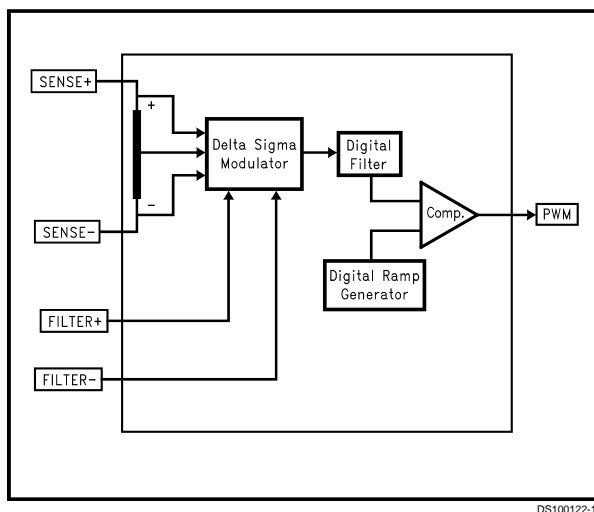 SENSE+
+
Delta Sigma
Modulator
Digital
Filter
Comp.
PWM
−
SENSE−
Digital Ramp
Generator
FILTER+
FILTER−
DS100122-1